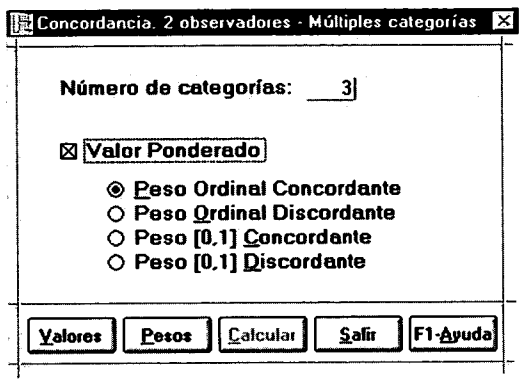 Concordancia. 2 observadores - Múltiples categorías
Número de categorías: 3
Valor Ponderado
Peso Ordinal Concordante
Peso Ordinal Discordante
Peso [0,1] Concordante
Peso [0,1] Discordante
Valores Pesos Calcular Salir F1-Ayuda